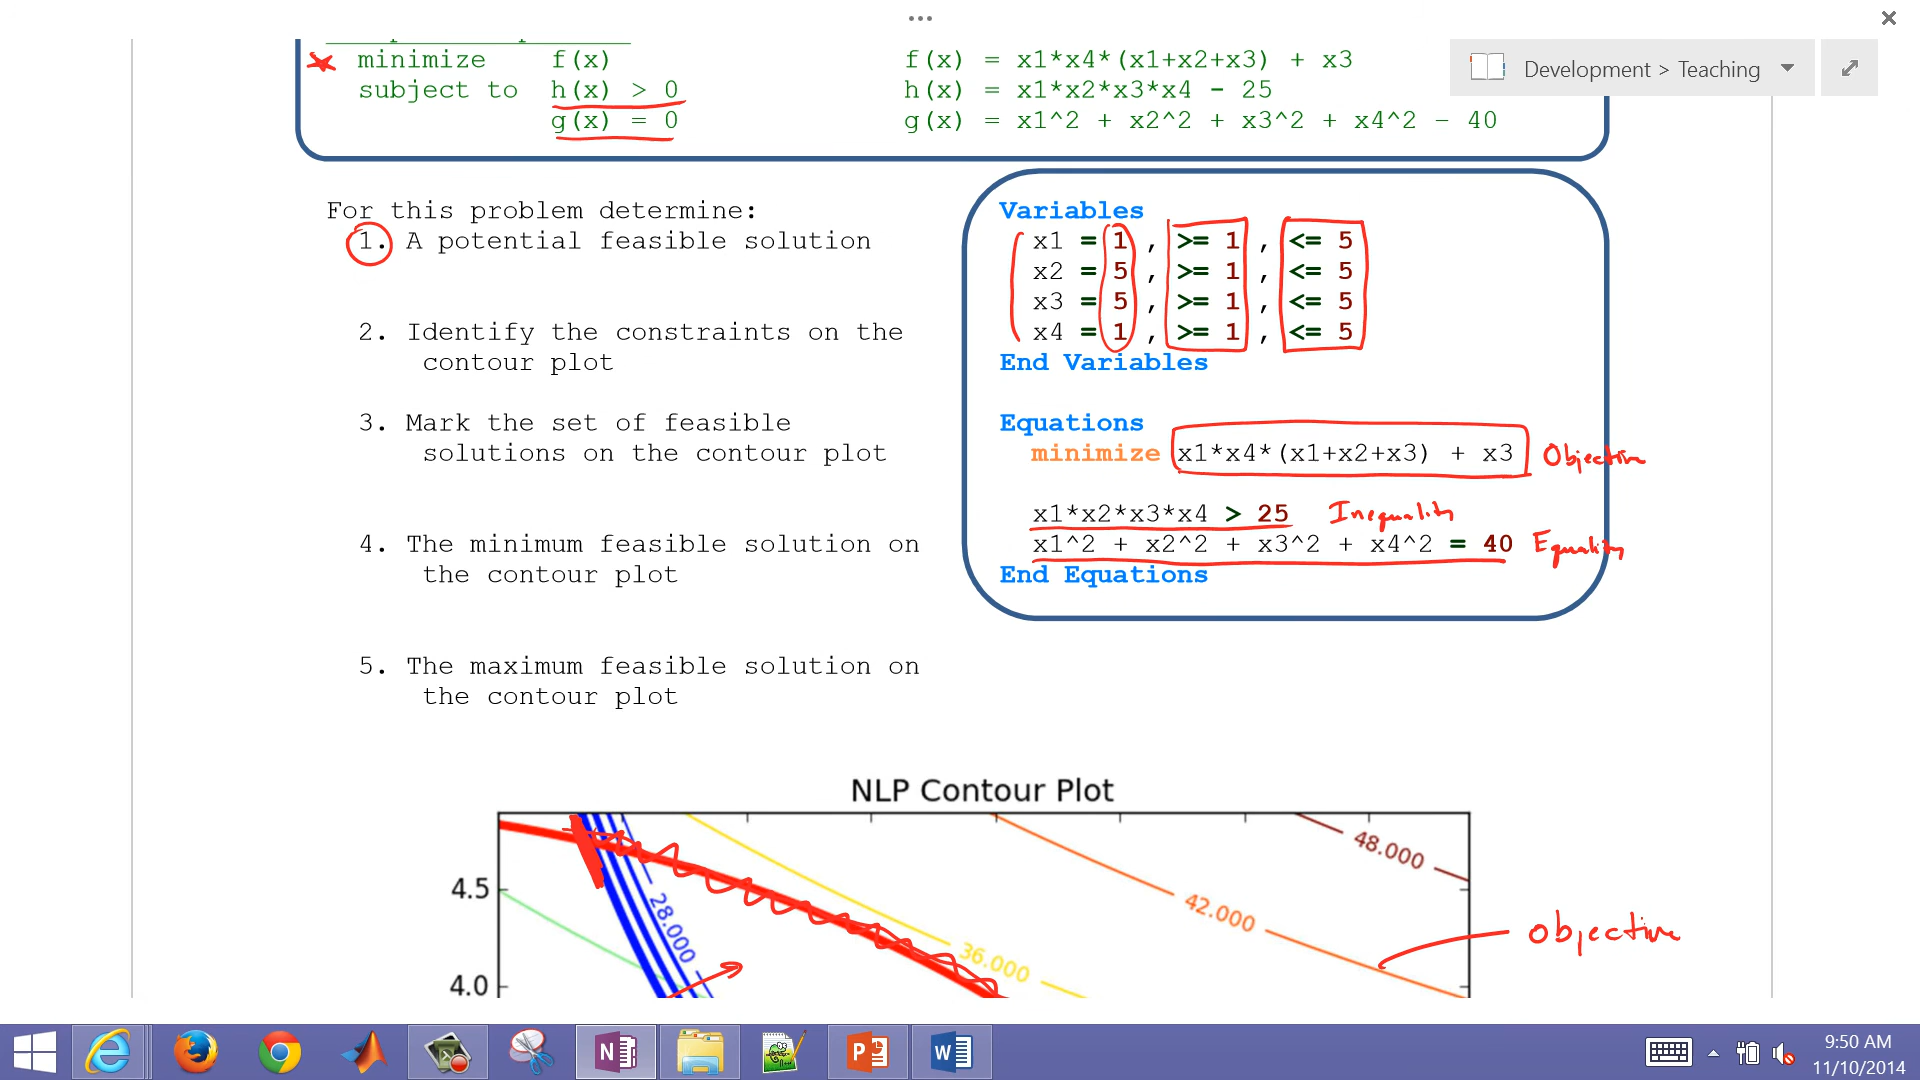 minimize f(x) f(x) = x1*x4*(x1+x2+x3) + x3
subject to h(x) > 0 h(x) = x1*x2*x3*x4 - 25
g(x) = 0 g(x) = x1^2 + x2^2 + x3^2 + x4^2 - 40
Development > Teaching
For this problem determine:
1. A potential feasible solution
2. Identify the constraints on the
contour plot
3. Mark the set of feasible
solutions on the contour plot
4. The minimum feasible solution on
the contour plot
5. The maximum feasible solution on
the contour plot
Variables
x1 = 1 , >= 1 , <= 5
x2 = 5 , >= 1 , <= 5
x3 = 5 , >= 1 , <= 5
x4 = 1 , >= 1 , <= 5
End Variables
Equations
minimize x1*x4*(x1+x2+x3) + x3 Objective
x1*x2*x3*x4 > 25 Inequality
x1^2 + x2^2 + x3^2 + x4^2 = 40 Equality
End Equations
NLP Contour Plot
48.000
4.5
28.000
42.000
36.000
objective
4.0
9:50 AM
11/10/2014